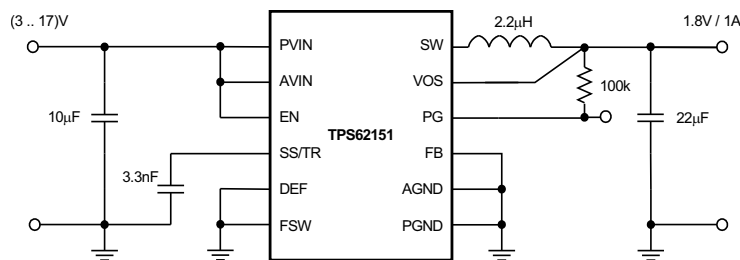 (3 .. 17)V
2.2µH
1.8V / 1A
PVIN
SW
AVIN
VOS
100k
10µF
EN
PG
22µF
TPS62151
SS/TR
FB
3.3nF
DEF
AGND
FSW
PGND